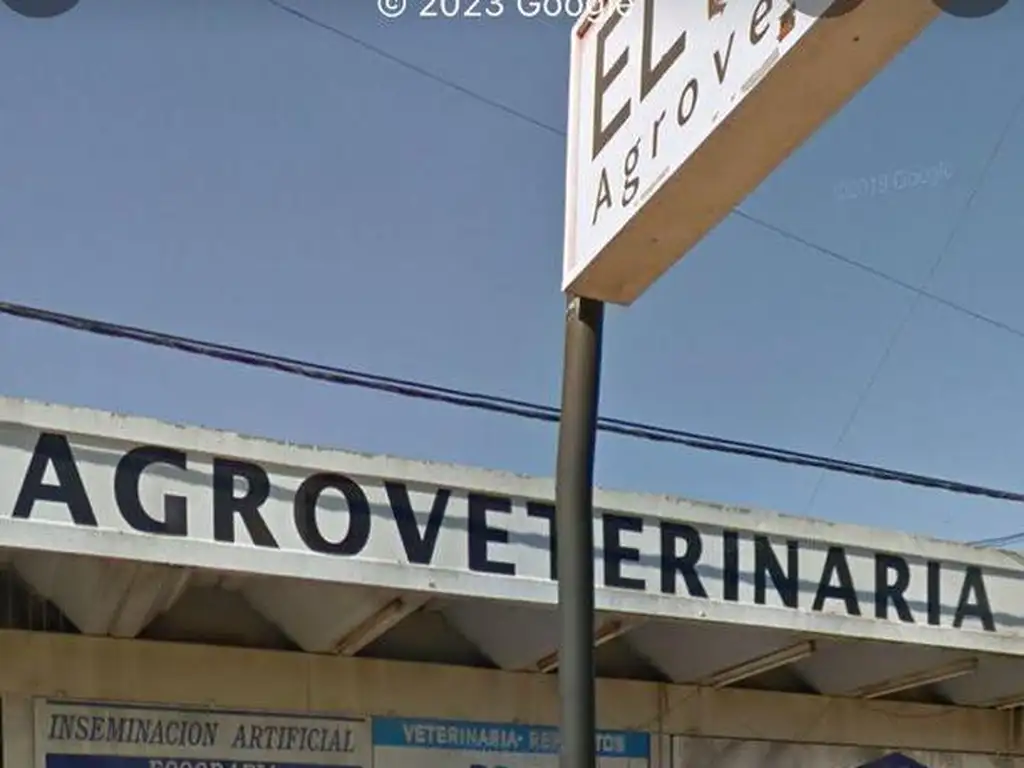 © 2023 Google
EL
Agrove
©2019 Google
AGROVETERINARIA
INSEMINACION ARTIFICIAL
VETERINARIA•